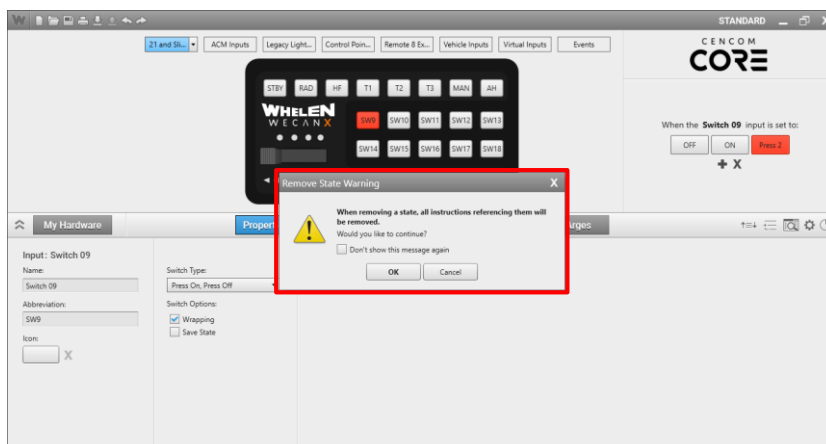 STANDARD
21 and Sli...
ACM Inputs
Legacy Light...
Control Poin...
Remote 8 Ex...
Vehicle Inputs
Virtual Inputs
Events
CENCOM
CORE
STBY
RAD
HF
T1
T2
T3
MAN
AH
WHELEN
WECANX
SW9
SW10
SW11
SW12
SW13
SW14
SW15
SW16
SW17
SW18
When the Switch 09 input is set to:
OFF
ON
Press 2
Remove State Warning
X
When removing a state, all instructions referencing them will
be removed.
Would you like to continue?
Don't show this message again
OK
Cancel
My Hardware
Propert
arges
Input: Switch 09
Name:
Switch 09
Abbreviation:
SW9
Icon:
X
Switch Type:
Press On, Press Off
Switch Options:
Wrapping
Save State